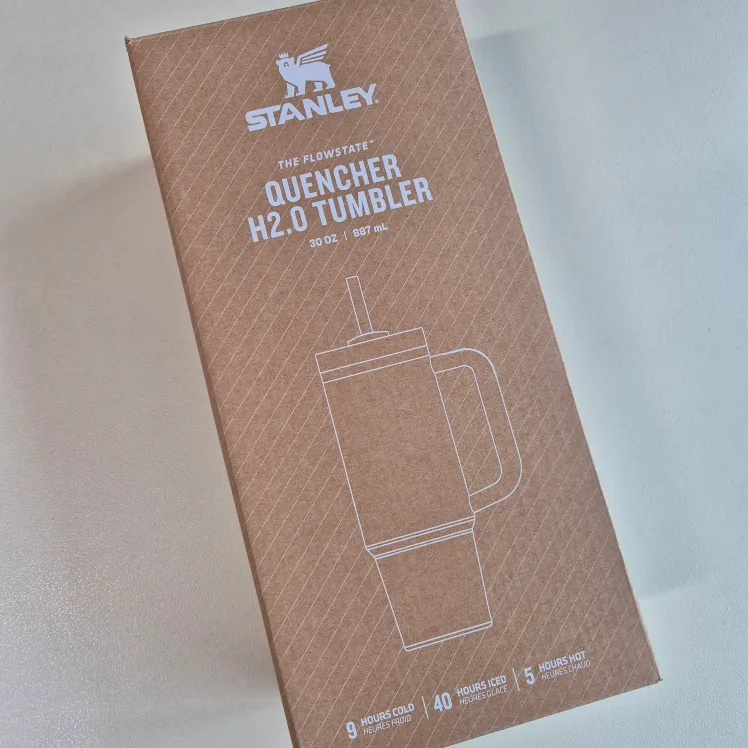 STANLEY®
THE FLOWSTATE™
QUENCHER
H2.0 TUMBLER
30 OZ | 887 mL
9 HOURS COLD
HEURES FROID
40 HOURS ICED
HEURES GLACÉ
5 HOURS HOT
HEURES CHAUD